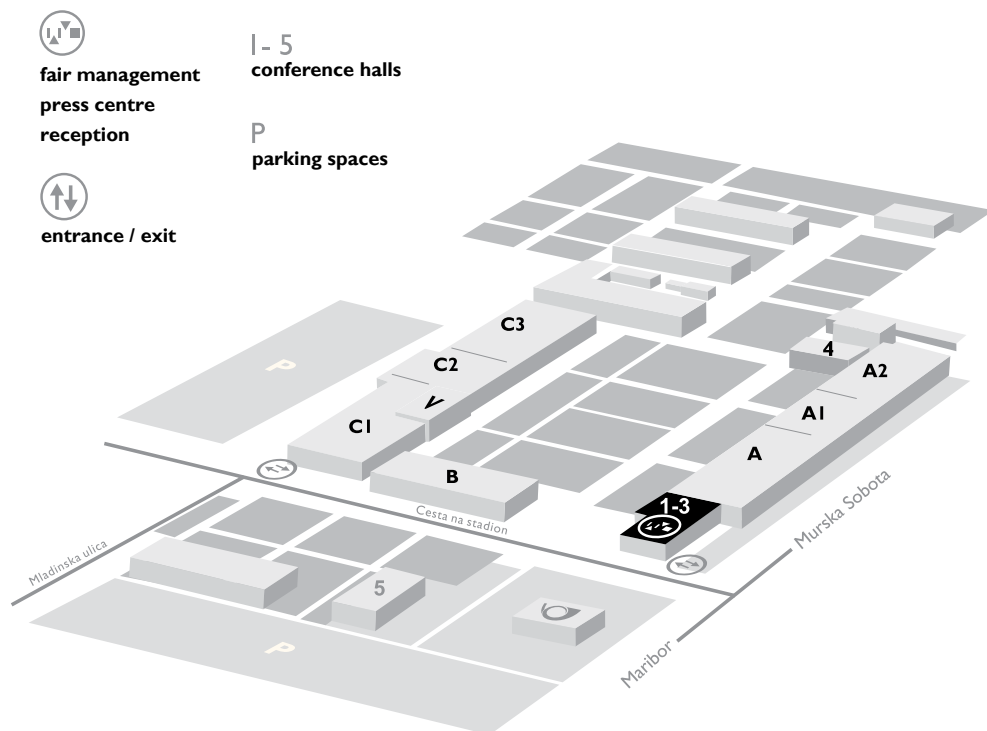 1 - 5
conference halls
fair management
press centre
reception
P
parking spaces
entrance / exit
C3
4
C2
A2
P
V
A1
C1
A
B
1-3
Cesta na stadion
Murska Sobota
Mladinska ulica
5
P
Maribor